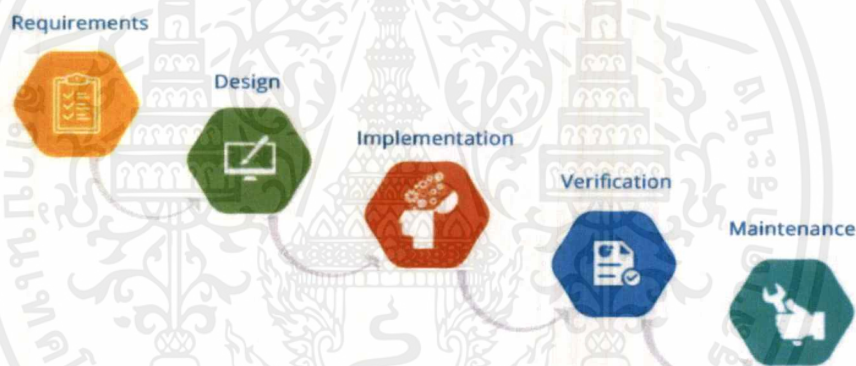 Requirements
Design
Implementation
Verification
Maintenance